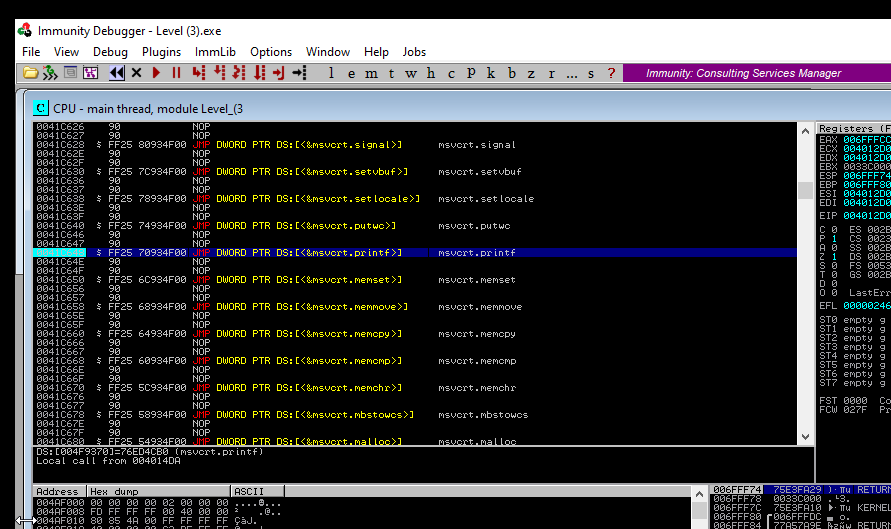 Immunity Debugger - Level (3).exe
File View Debug Plugins ImmLib Options Window Help Jobs
l e m t w h c P k b z r ... s ? Immunity: Consulting Services Manager
C CPU - main thread, module Level_(3
0041C626 90 NOP
0041C627 90 NOP
0041C628 $ FF25 80934F00 JMP DWORD PTR DS:[<&msvcrt.signal>] msvcrt.signal
0041C62E 90 NOP
0041C62F 90 NOP
0041C630 $ FF25 7C934F00 JMP DWORD PTR DS:[<&msvcrt.setvbuf>] msvcrt.setvbuf
0041C636 90 NOP
0041C637 90 NOP
0041C638 $ FF25 78934F00 JMP DWORD PTR DS:[<&msvcrt.setlocale>] msvcrt.setlocale
0041C63E 90 NOP
0041C63F 90 NOP
0041C640 $ FF25 74934F00 JMP DWORD PTR DS:[<&msvcrt.putwc>] msvcrt.putwc
0041C646 90 NOP
0041C647 90 NOP
$ FF25 70934F00 JMP DWORD PTR DS:[<&msvcrt.printf>] msvcrt.printf
0041C64E 90 NOP
0041C64F 90 NOP
0041C650 $ FF25 6C934F00 JMP DWORD PTR DS:[<&msvcrt.memset>] msvcrt.memset
0041C656 90 NOP
0041C657 90 NOP
0041C658 $ FF25 68934F00 JMP DWORD PTR DS:[<&msvcrt.memmove>] msvcrt.memmove
0041C65E 90 NOP
0041C65F 90 NOP
0041C660 $ FF25 64934F00 JMP DWORD PTR DS:[<&msvcrt.memcpy>] msvcrt.memcpy
0041C666 90 NOP
0041C667 90 NOP
0041C668 $ FF25 60934F00 JMP DWORD PTR DS:[<&msvcrt.memcmp>] msvcrt.memcmp
0041C66E 90 NOP
0041C66F 90 NOP
0041C670 $ FF25 5C934F00 JMP DWORD PTR DS:[<&msvcrt.memchr>] msvcrt.memchr
0041C676 90 NOP
0041C677 90 NOP
0041C678 $ FF25 58934F00 JMP DWORD PTR DS:[<&msvcrt.mbstowcs>] msvcrt.mbstowcs
0041C67E 90 NOP
0041C67F 90 NOP
0041C680 $ FF25 54934F00 JMP DWORD PTR DS:[<&msvcrt.malloc>] msvcrt.malloc
DS:[004F9370]=76ED4CB0 (msvcrt.printf)
Local call from 004014DA
Registers (F
EAX 006FFFCC
ECX 004012D0
EDX 004012D0
EBX 0033C000
ESP 006FFF74
EBP 006FFF80
ESI 004012D0
EDI 004012D0
EIP 004012D0
C 0 ES 002B
P 1 CS 0023
A 0 SS 002B
Z 1 DS 002B
S 0 FS 0053
T 0 GS 002B
D 0
O 0 LastErr
EFL 00000246
ST0 empty g
ST1 empty g
ST2 empty g
ST3 empty g
ST4 empty g
ST5 empty g
ST6 empty g
ST7 empty g
FST 0000 Co
FCW 027F Pr
Address Hex dump ASCII
004AF000 00 00 00 00 02 00 00 00 ....☻...
004AF008 FD FF FF FF 00 40 00 00
004AF010 80 85 4A 00 FF FF FF FF
006FFF74 75E3FA29 RETURN
006FFF78 0033C000
006FFF7C 75E3FA10 KERNEL
006FFF80 006FFFDC
006FFF84 77A57A9E RETURN